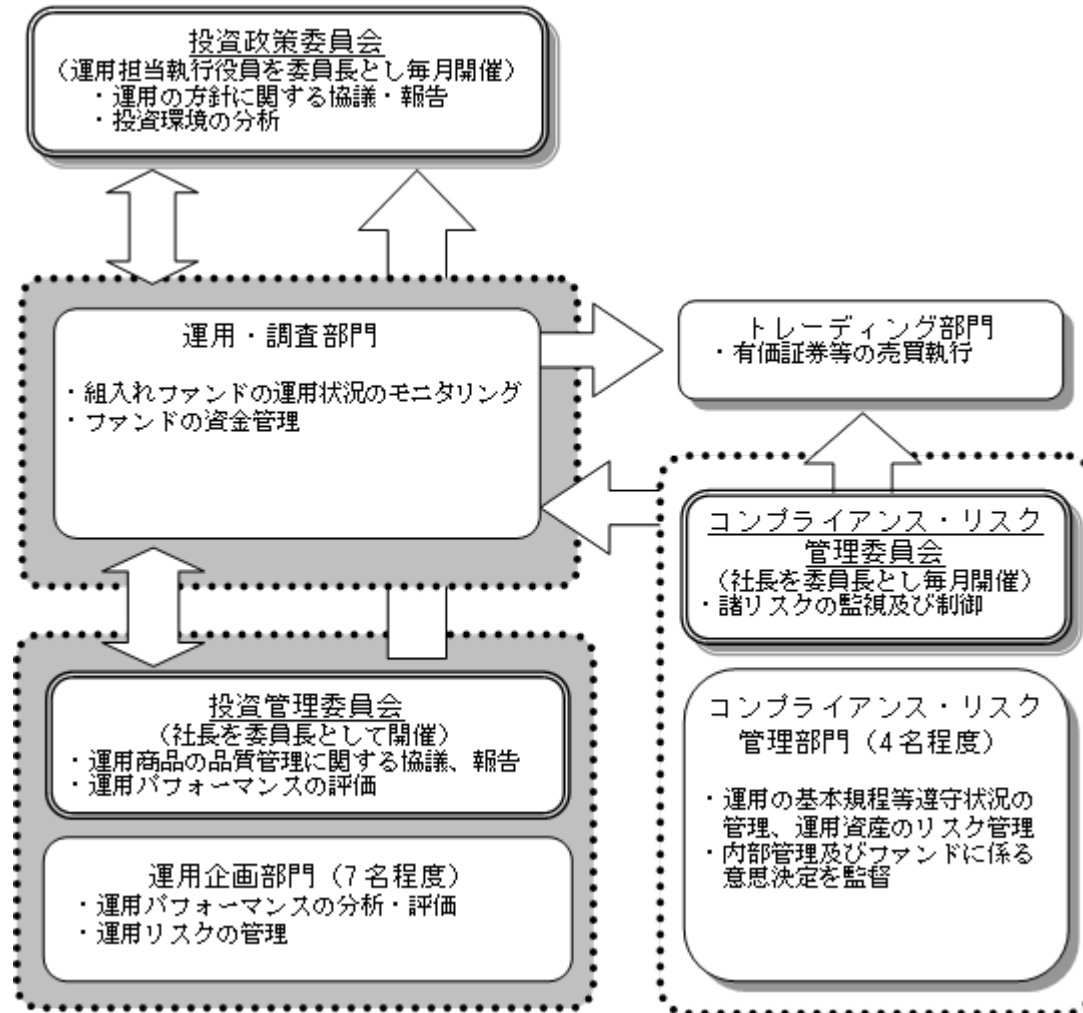 投資政策委員会
（運用担当執行役員を委員長とし毎月開催）
・運用の方針に関する協議・報告
・投資環境の分析
運用・調査部門
・組入れファンドの運用状況のモニタリング
・ファンドの資金管理
トレーディング部門
・有価証券等の売買執行
コンプライアンス・リスク
管理委員会
（社長を委員長とし毎月開催）
・諸リスクの監視及び制御
投資管理委員会
（社長を委員長として開催）
・運用商品の品質管理に関する協議、報告
・運用パフォーマンスの評価
運用企画部門（7名程度）
・運用パフォーマンスの分析・評価
・運用リスクの管理
コンプライアンス・リスク
管理部門（4名程度）
・運用の基本規程等遵守状況の
管理、運用資産のリスク管理
・内部管理及びファンドに係る
意思決定を監督